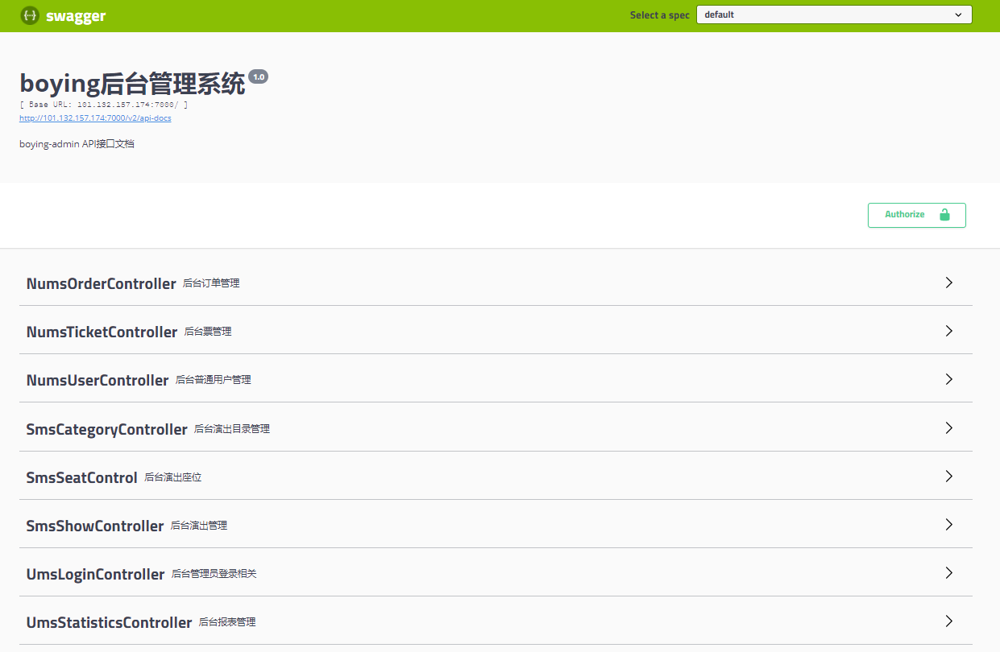 swagger
Select a spec default
boying后台管理系统 1.0
[ Base URL: 101.132.157.174:7000/ ]
http://101.132.157.174:7000/v2/api-docs
boying-admin API接口文档
Authorize
NumsOrderController 后台订单管理
NumsTicketController 后台票管理
NumsUserController 后台普通用户管理
SmsCategoryController 后台演出目录管理
SmsSeatControl 后台演出座位
SmsShowController 后台演出管理
UmsLoginController 后台管理员登录相关
UmsStatisticsController 后台报表管理